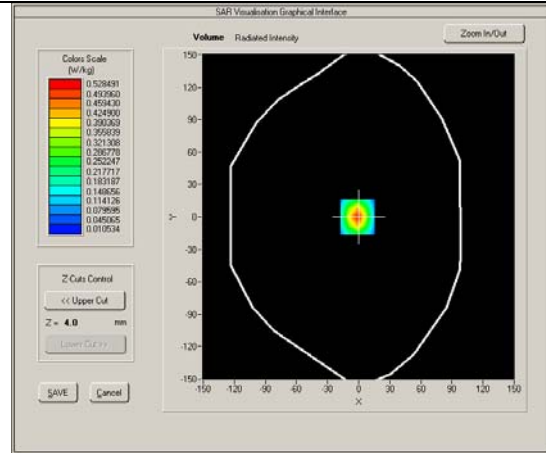 SAR Visualisation Graphical Interface
Volume Radiated Intensity
Zoom In/Out
Colors Scale
(W/kg)
0.528491
0.493960
0.459430
0.424900
0.390369
0.355839
0.321308
0.286778
0.252247
0.217717
0.183187
0.148656
0.114126
0.079595
0.045065
0.010534
Z-Cuts Control
<< Upper Cut
Z = 4.0 mm
Lower Cut >>
SAVE Cancel
150-
120-
90-
60-
30-
0-
-30-
-60-
-90-
-120-
-150-
Y
-150 -120 -90 -60 -30 0 30 60 90 120 150
X